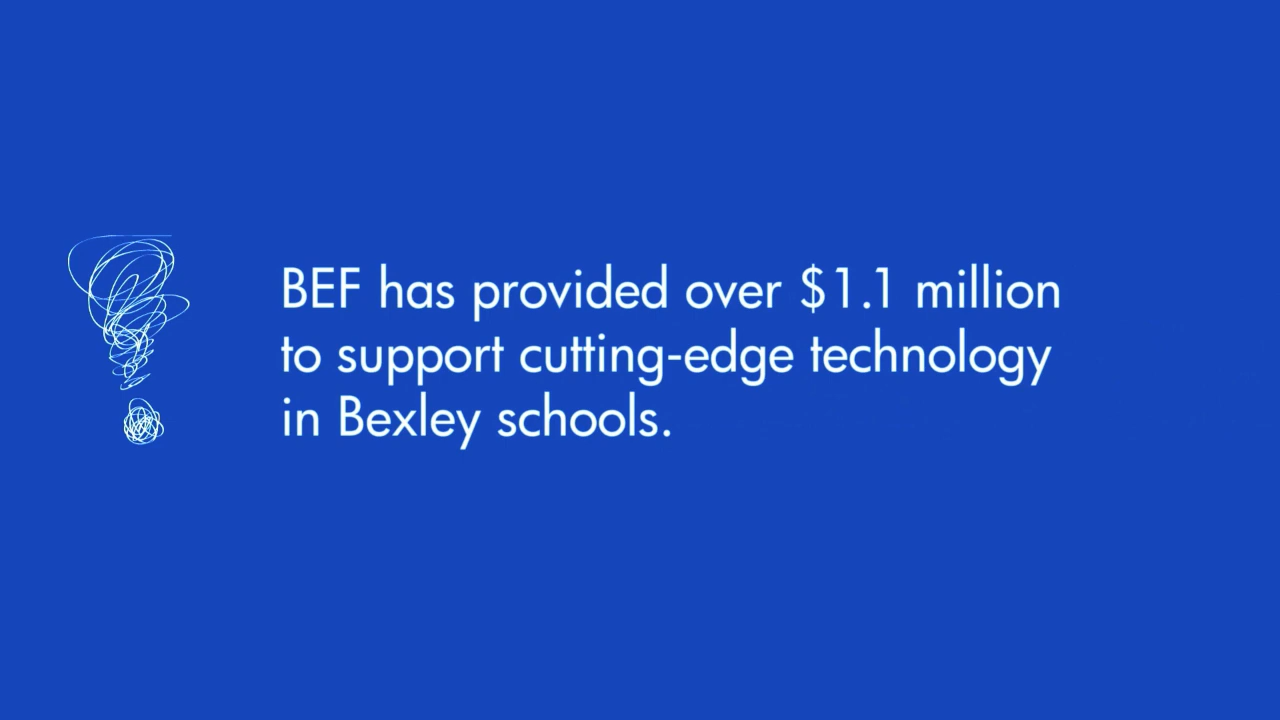 BEF has provided over $1.1 million
to support cutting-edge technology
in Bexley schools.